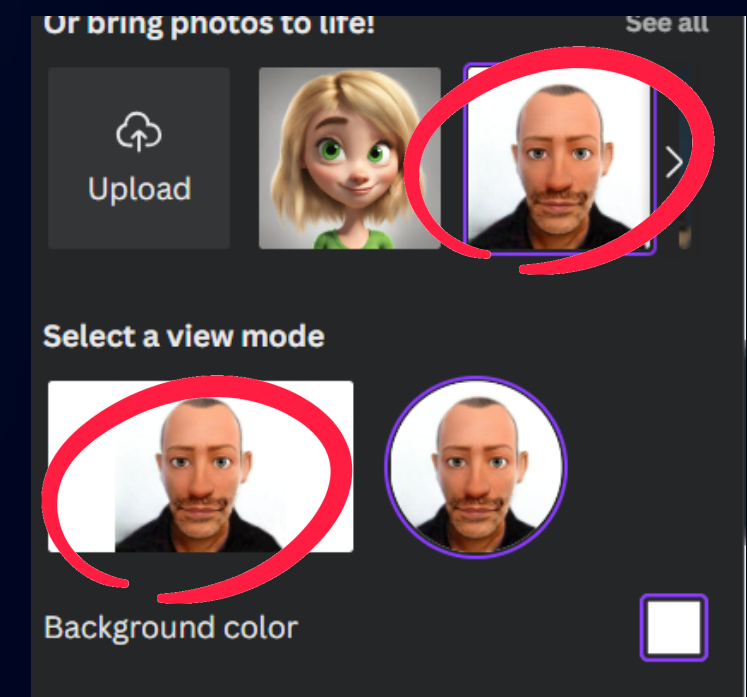 Or bring photos to life!
See all
Upload
Select a view mode
Background color